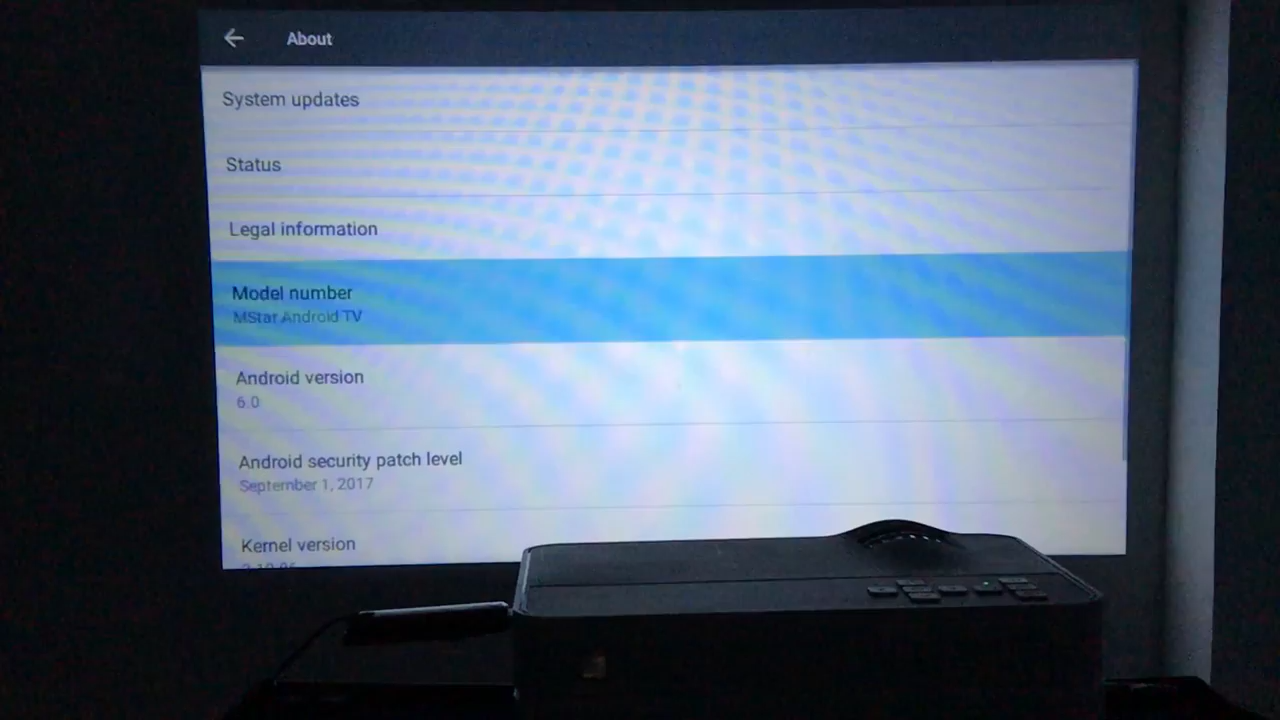 About
System updates
Status
Legal information
Model number
MStar Android TV
Android version
6.0
Android security patch level
September 1, 2017
Kernel version